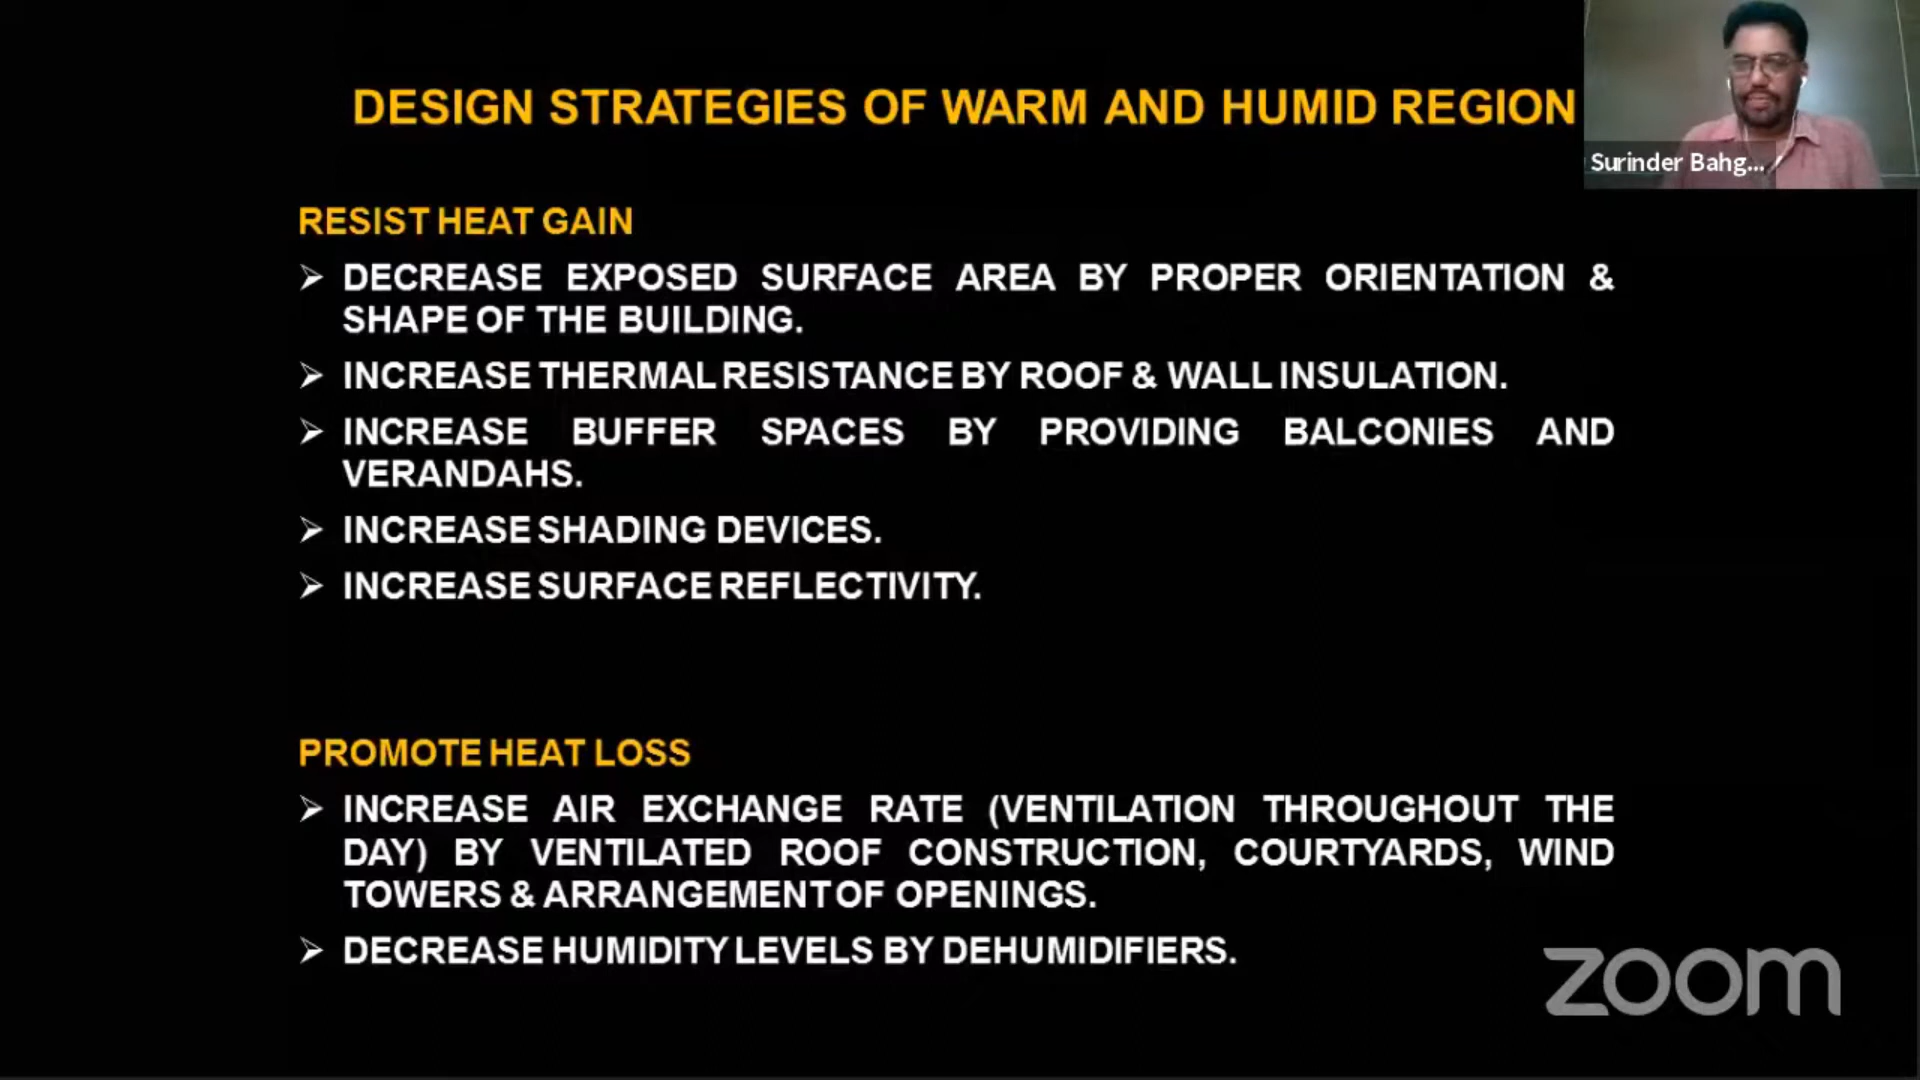 DESIGN STRATEGIES OF WARM AND HUMID REGION
Surinder Bahg...
RESIST HEAT GAIN
➢ DECREASE EXPOSED SURFACE AREA BY PROPER ORIENTATION &
SHAPE OF THE BUILDING.
➢ INCREASE THERMAL RESISTANCE BY ROOF & WALL INSULATION.
➢ INCREASE BUFFER SPACES BY PROVIDING BALCONIES AND
VERANDAHS.
➢ INCREASE SHADING DEVICES.
➢ INCREASE SURFACE REFLECTIVITY.
PROMOTE HEAT LOSS
➢ INCREASE AIR EXCHANGE RATE (VENTILATION THROUGHOUT THE
DAY) BY VENTILATED ROOF CONSTRUCTION, COURTYARDS, WIND
TOWERS & ARRANGEMENT OF OPENINGS.
➢ DECREASE HUMIDITY LEVELS BY DEHUMIDIFIERS.
zoom